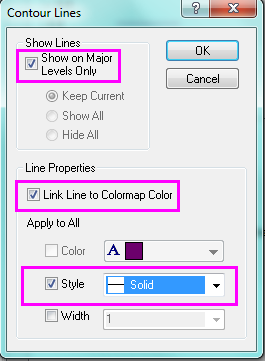 Contour Lines
Show Lines
Show on Major
Levels Only
Keep Current
Show All
Hide All
OK
Cancel
Line Properties
Link Line to Colormap Color
Apply to All
Color
A
Style
Solid
Width
1